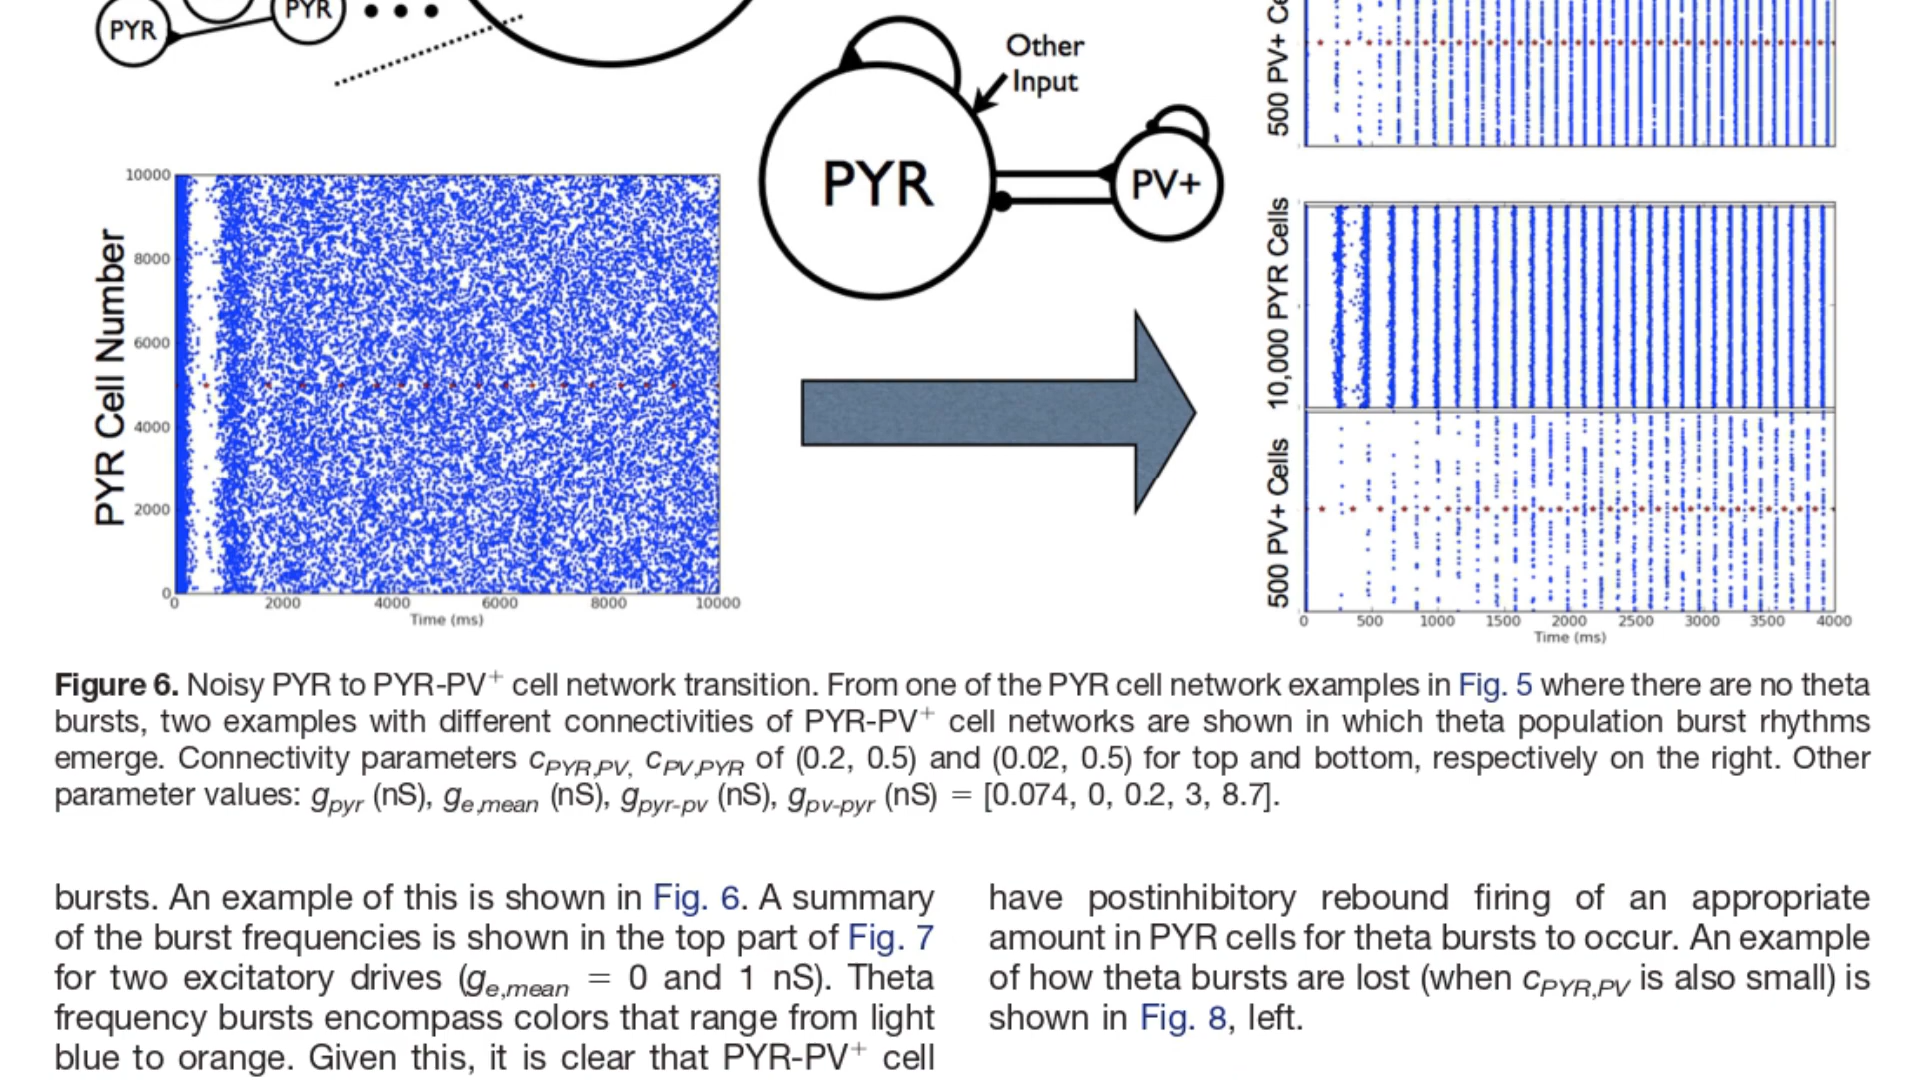 PYR
PYR
Other
Input
PYR
PV+
500 PV+ Ce
PYR Cell Number
10000
8000
6000
4000
2000
0
0 2000 4000 6000 8000 10000
Time (ms)
10,000 PYR Cells
500 PV+ Cells
0 500 1000 1500 2000 2500 3000 3500 4000
Time (ms)
Figure 6. Noisy PYR to PYR-PV⁺ cell network transition. From one of the PYR cell network examples in Fig. 5 where there are no theta
bursts, two examples with different connectivities of PYR-PV⁺ cell networks are shown in which theta population burst rhythms
emerge. Connectivity parameters cPYR,PV, cPV,PYR of (0.2, 0.5) and (0.02, 0.5) for top and bottom, respectively on the right. Other
parameter values: gpyr (nS), ge,mean (nS), gpyr-pv (nS), gpv-pyr (nS) = [0.074, 0, 0.2, 3, 8.7].
bursts. An example of this is shown in Fig. 6. A summary
of the burst frequencies is shown in the top part of Fig. 7
for two excitatory drives (ge,mean = 0 and 1 nS). Theta
frequency bursts encompass colors that range from light
blue to orange. Given this, it is clear that PYR-PV⁺ cell
have postinhibitory rebound firing of an appropriate
amount in PYR cells for theta bursts to occur. An example
of how theta bursts are lost (when cPYR,PV is also small) is
shown in Fig. 8, left.